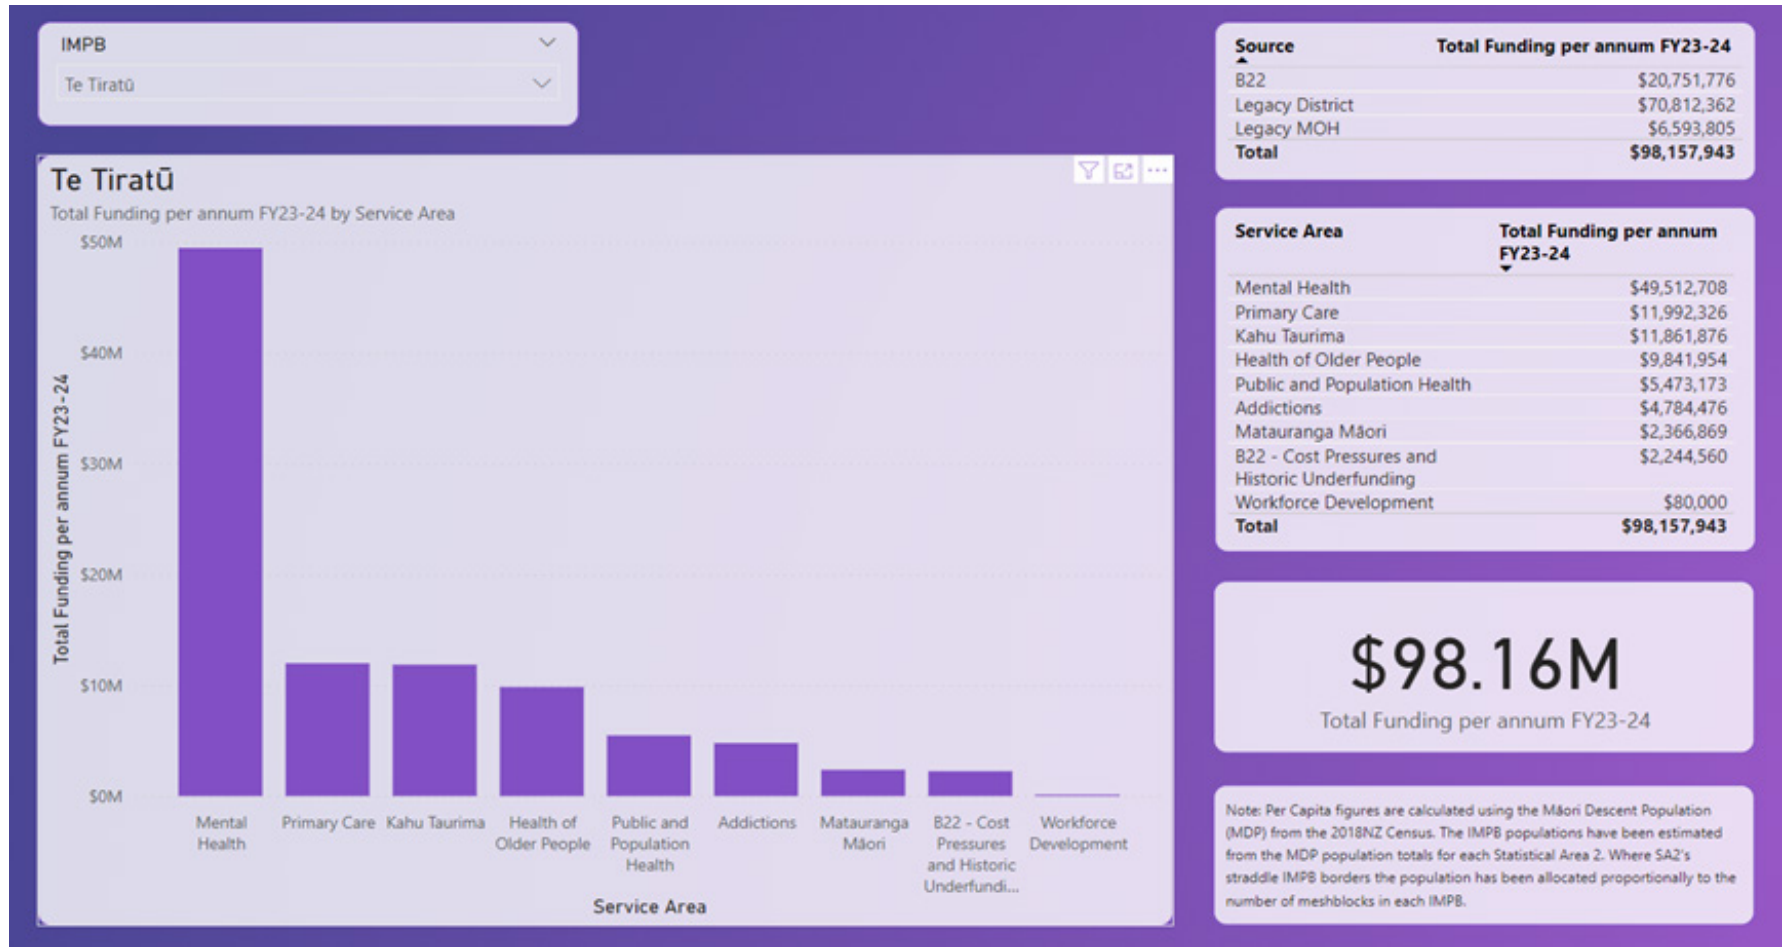 IMPB
Te Tiratū
Te Tiratū
Total Funding per annum FY23-24 by Service Area
Total Funding per annum FY23-24
$50M
$40M
$30M
$20M
$10M
$0M
Mental
Health
Primary Care
Kahu Taurima
Health of
Older People
Public and
Population
Health
Addictions
Matauranga
Māori
B22 - Cost
Pressures
and Historic
Underfundi...
Workforce
Development
Service Area
Source Total Funding per annum FY23-24
B22 $20,751,776
Legacy District $70,812,362
Legacy MOH $6,593,805
Total $98,157,943
Service Area Total Funding per annum
FY23-24
Mental Health $49,512,708
Primary Care $11,992,326
Kahu Taurima $11,861,876
Health of Older People $9,841,954
Public and Population Health $5,473,173
Addictions $4,784,476
Matauranga Māori $2,366,869
B22 - Cost Pressures and $2,244,560
Historic Underfunding
Workforce Development $80,000
Total $98,157,943
$98.16M
Total Funding per annum FY23-24
Note: Per Capita figures are calculated using the Māori Descent Population
(MDP) from the 2018NZ Census. The IMPB populations have been estimated
from the MDP population totals for each Statistical Area 2. Where SA2's
straddle IMPB borders the population has been allocated proportionally to the
number of meshblocks in each IMPB.